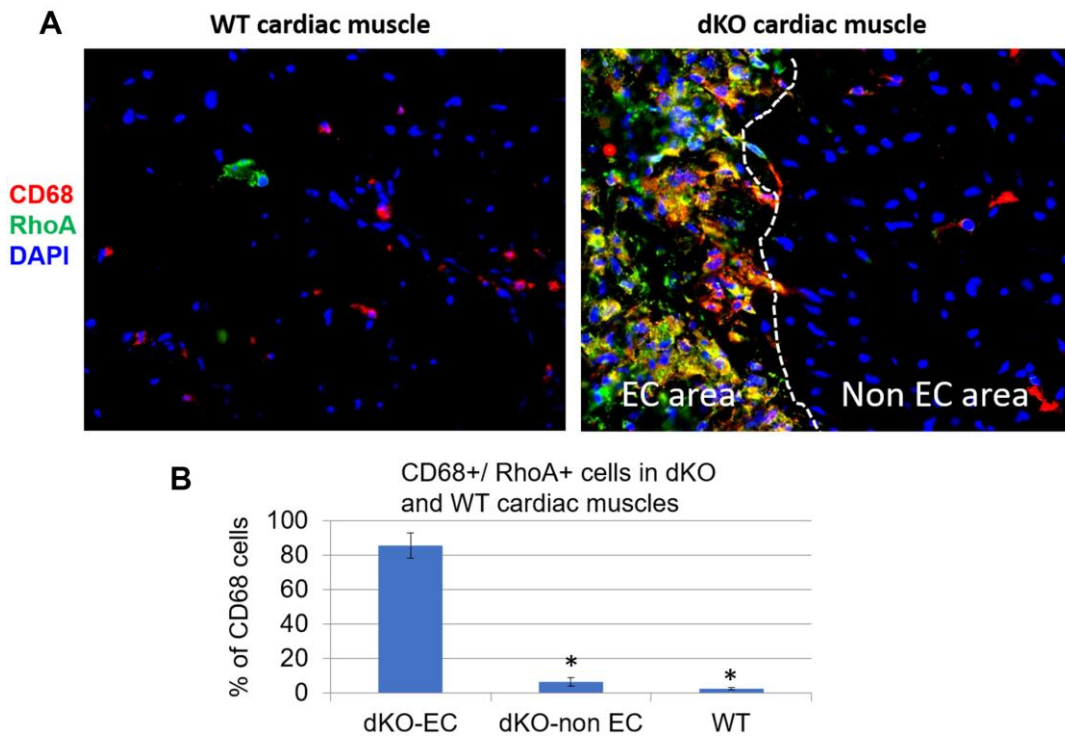 A
WT cardiac muscle
dKO cardiac muscle
CD68
RhoA
DAPI
EC area
Non EC area
B
CD68+/ RhoA+ cells in dKO
and WT cardiac muscles
% of CD68 cells
100
80
60
40
20
0
*
*
dKO-EC
dKO-non EC
WT